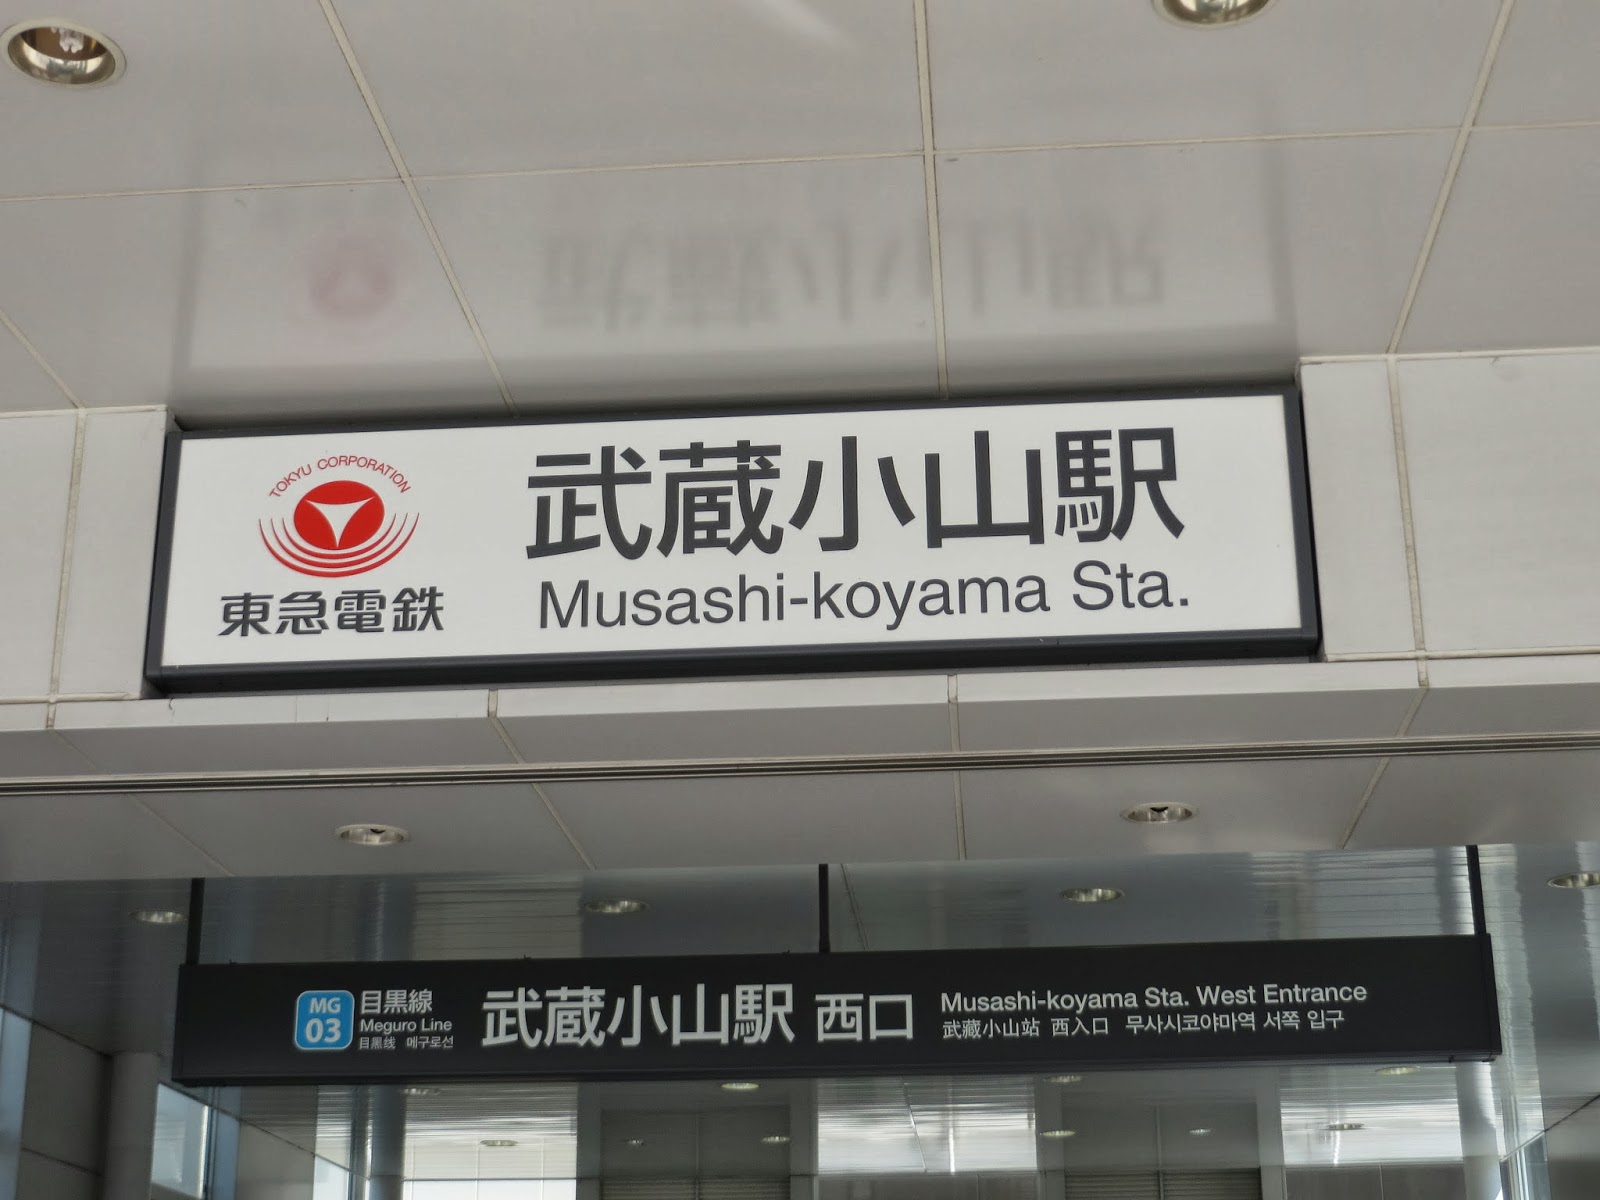 TOKYU CORPORATION
東急電鉄
武蔵小山駅
Musashi-koyama Sta.
MG
03
目黒線
Meguro Line
目黑线 메구로선
武蔵小山駅 西口
Musashi-koyama Sta. West Entrance
武藏小山站 西入口 무사시코야마역 서쪽 입구